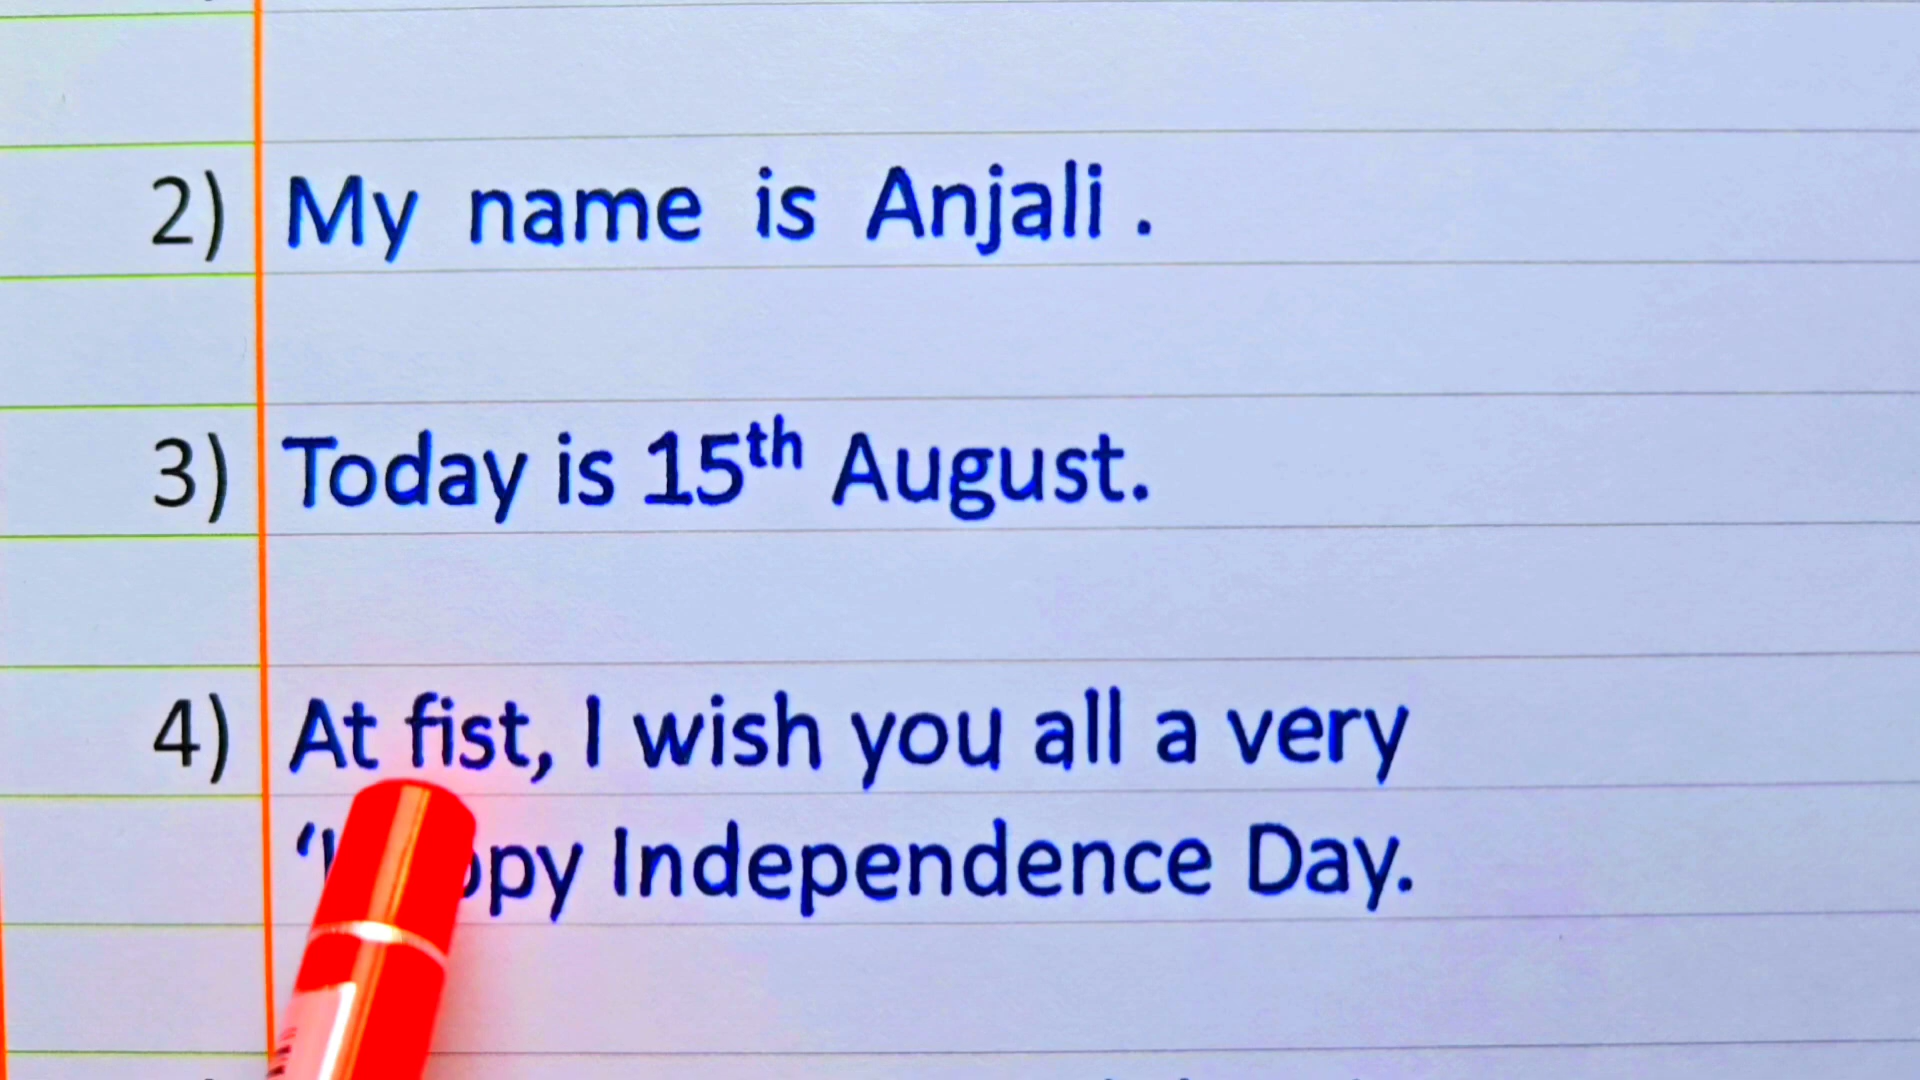 2) My name is Anjali .
3) Today is 15th August.
4) At fist, I wish you all a very
Independence Day.